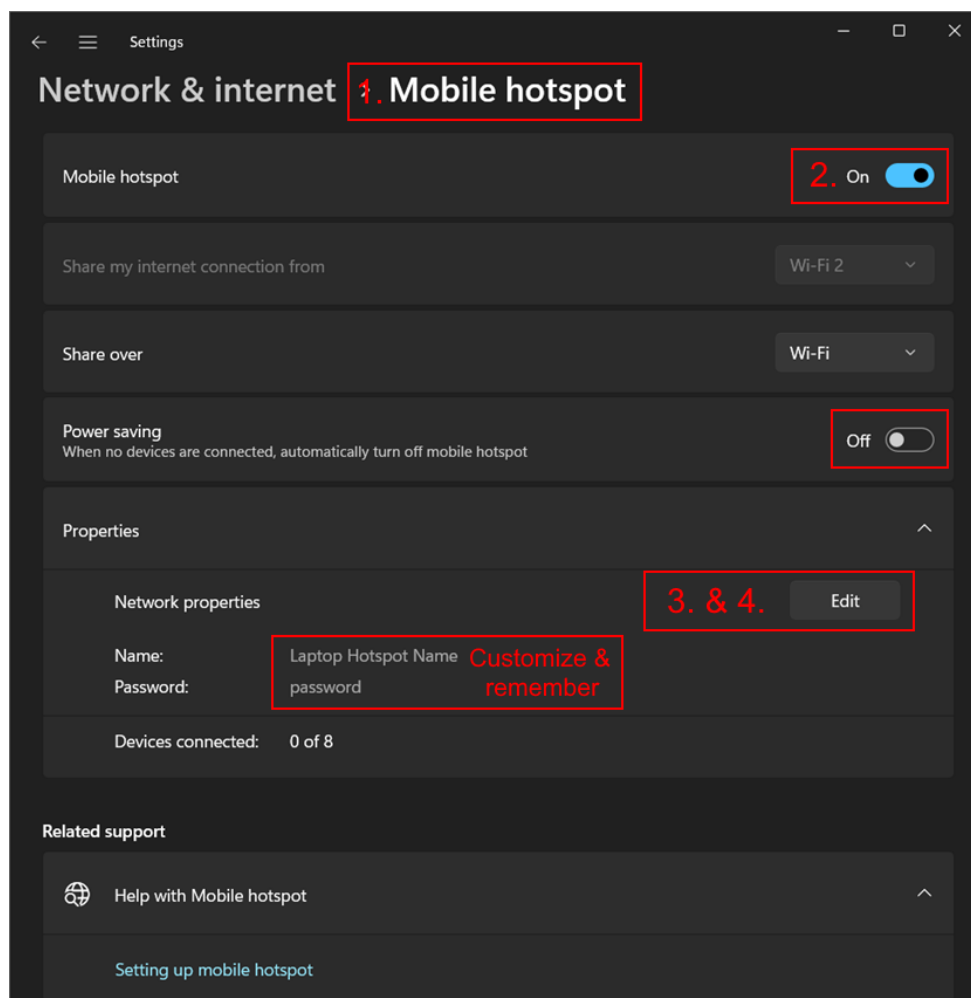 Settings
Network & internet 1. Mobile hotspot
Mobile hotspot 2. On
Share my internet connection from Wi-Fi 2
Share over Wi-Fi
Power saving
When no devices are connected, automatically turn off mobile hotspot
Off
Properties
Network properties 3. & 4. Edit
Name: Laptop Hotspot Name Customize &
Password: password remember
Devices connected: 0 of 8
Related support
Help with Mobile hotspot
Setting up mobile hotspot